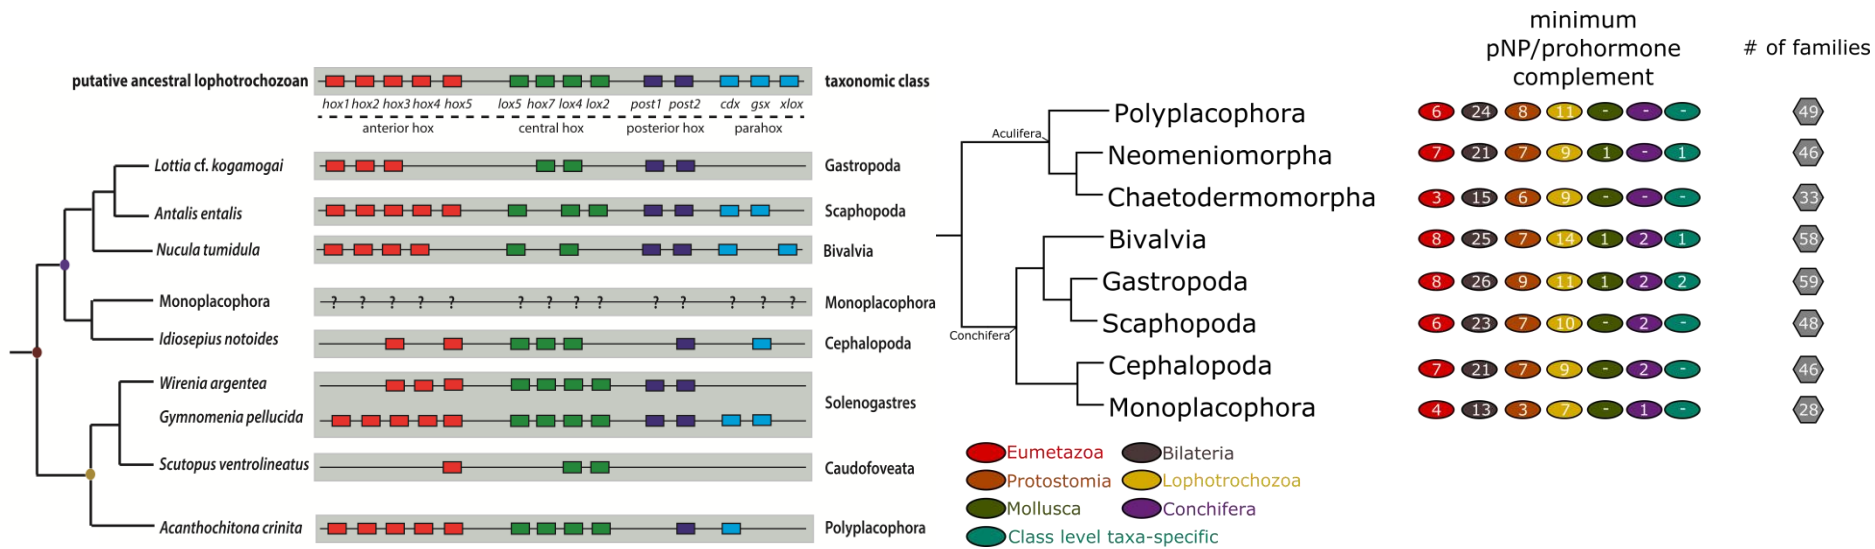 putative ancestral lophotrochozoan
taxonomic class
hox1 hox2 hox3 hox4 hox5 lox5 hox7 lox4 lox2 post1 post2 cdx gsx xlox
anterior hox central hox posterior hox parahox
Lottia cf. kogamogai
Gastropoda
Antalis entalis
Scaphopoda
Nucula tumidula
Bivalvia
Monoplacophora
? ? ? ? ? ? ? ? ? ? ? ? ? ?
Monoplacophora
Idiosepius notoides
Cephalopoda
Wirenia argentea
Solenogastres
Gymnomenia pellucida
Scutopus ventrolineatus
Caudofoveata
Acanthochitona crinita
Polyplacophora
minimum
pNP/prohormone
complement
# of families
Aculifera
Conchifera
Polyplacophora 6 24 8 11 - - - 49
Neomeniomorpha 7 21 7 9 1 - 1 46
Chaetodermomorpha 3 15 6 9 - - - 33
Bivalvia 8 25 7 14 1 2 1 58
Gastropoda 8 26 9 11 1 2 2 59
Scaphopoda 6 23 7 10 - 2 - 48
Cephalopoda 7 21 7 9 - 2 - 46
Monoplacophora 4 13 3 7 - 1 - 28
Eumetazoa Bilateria
Protostomia Lophotrochozoa
Mollusca Conchifera
Class level taxa-specific